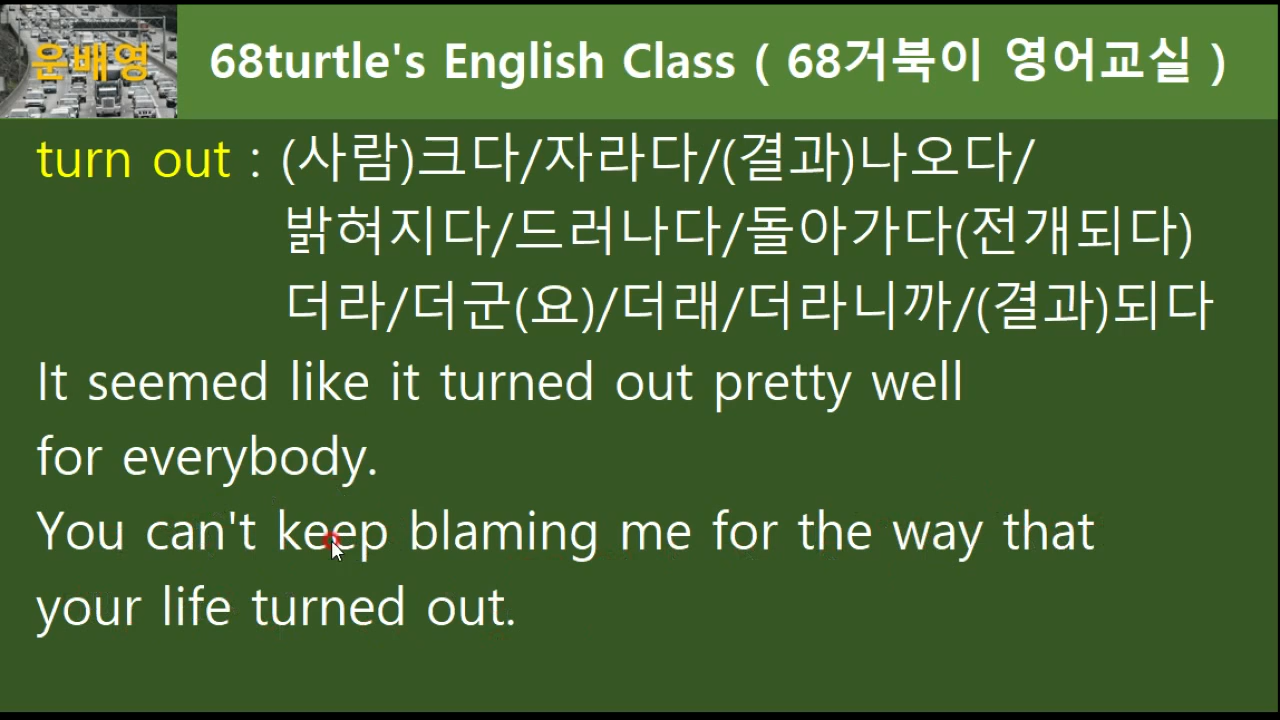 운배영
68turtle's English Class ( 68거북이 영어교실 )
turn out : (사람)크다/자라다/(결과)나오다/
밝혀지다/드러나다/돌아가다(전개되다)
더라/더군(요)/더래/더라니까/(결과)되다
It seemed like it turned out pretty well
for everybody.
You can't keep blaming me for the way that
your life turned out.